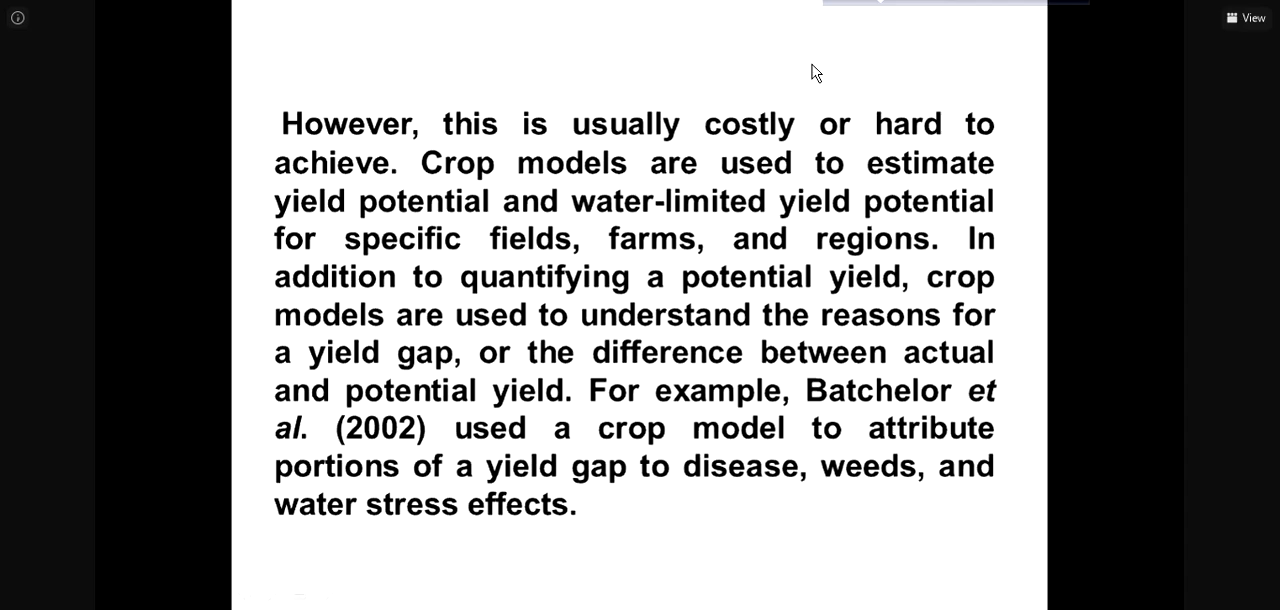 View
However, this is usually costly or hard to
achieve. Crop models are used to estimate
yield potential and water-limited yield potential
for specific fields, farms, and regions. In
addition to quantifying a potential yield, crop
models are used to understand the reasons for
a yield gap, or the difference between actual
and potential yield. For example, Batchelor et
al. (2002) used a crop model to attribute
portions of a yield gap to disease, weeds, and
water stress effects.